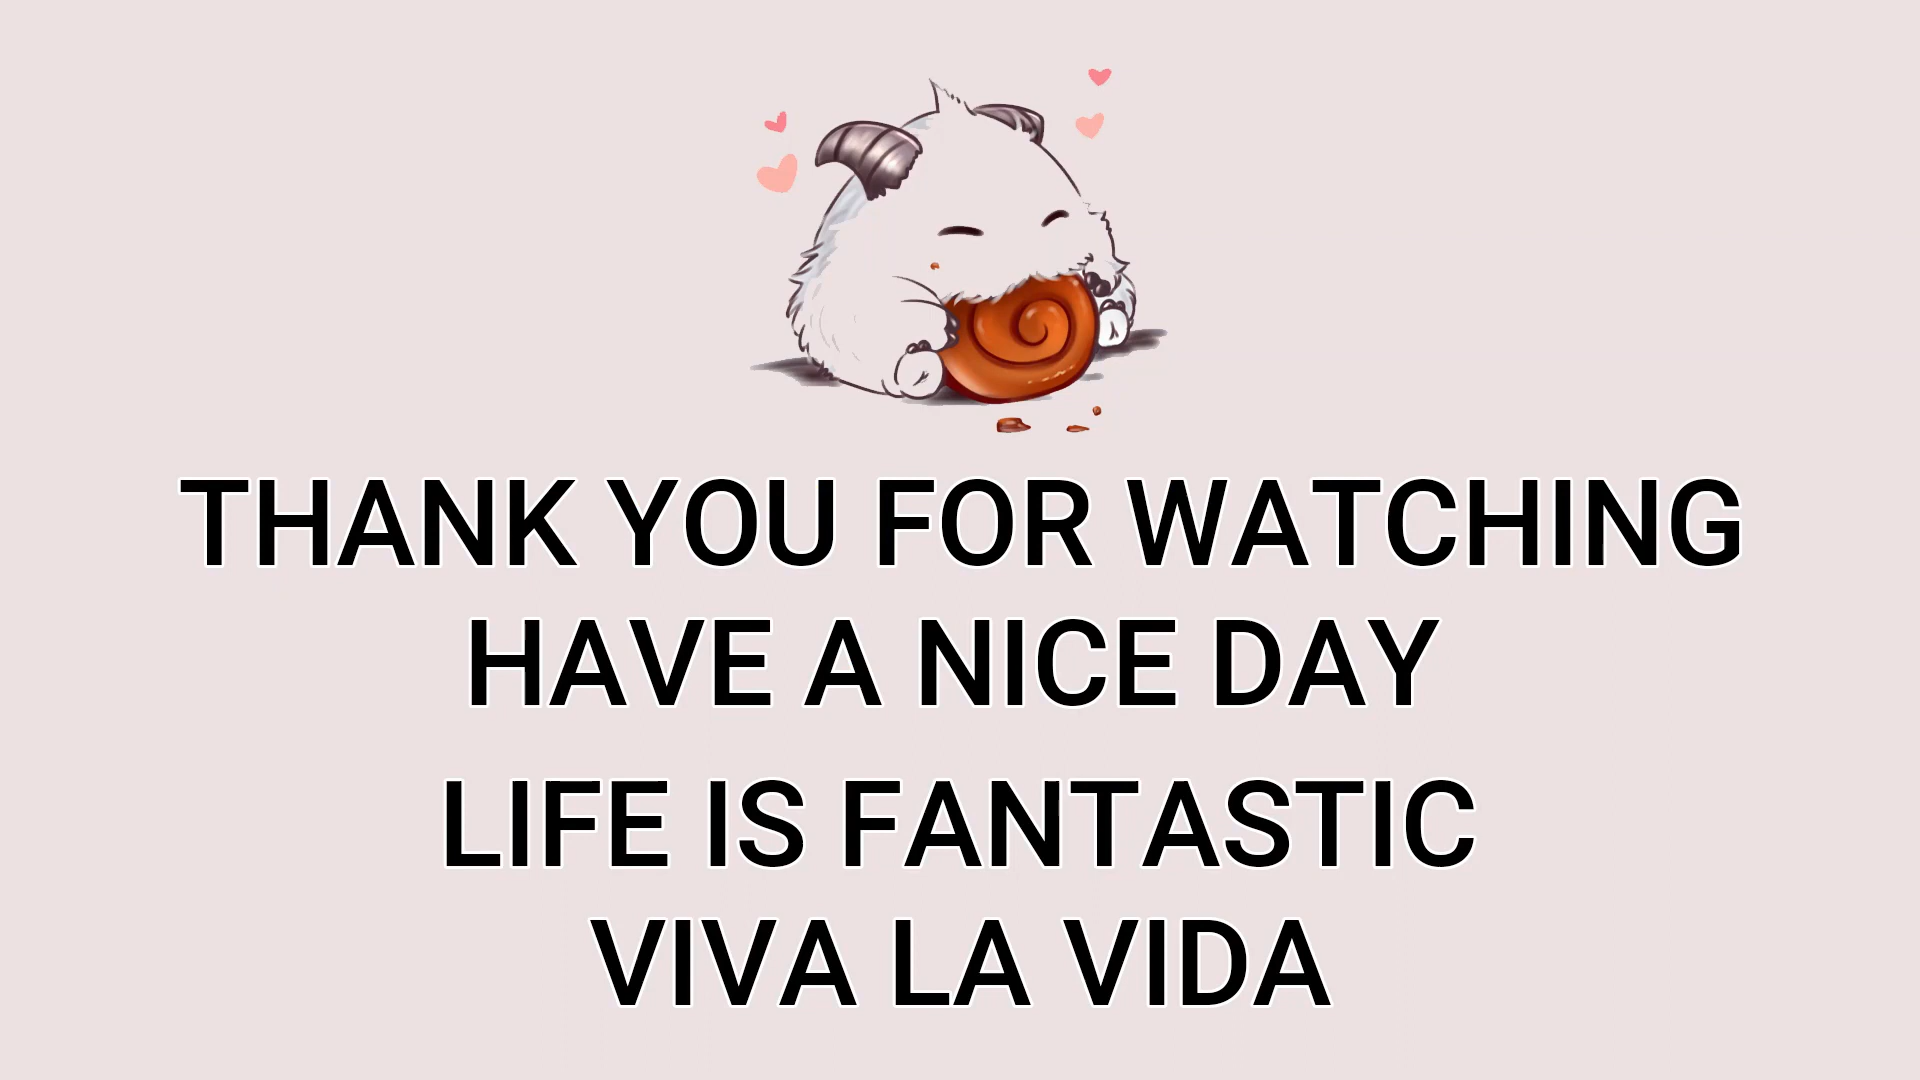 THANK YOU FOR WATCHING
HAVE A NICE DAY
LIFE IS FANTASTIC
VIVA LA VIDA